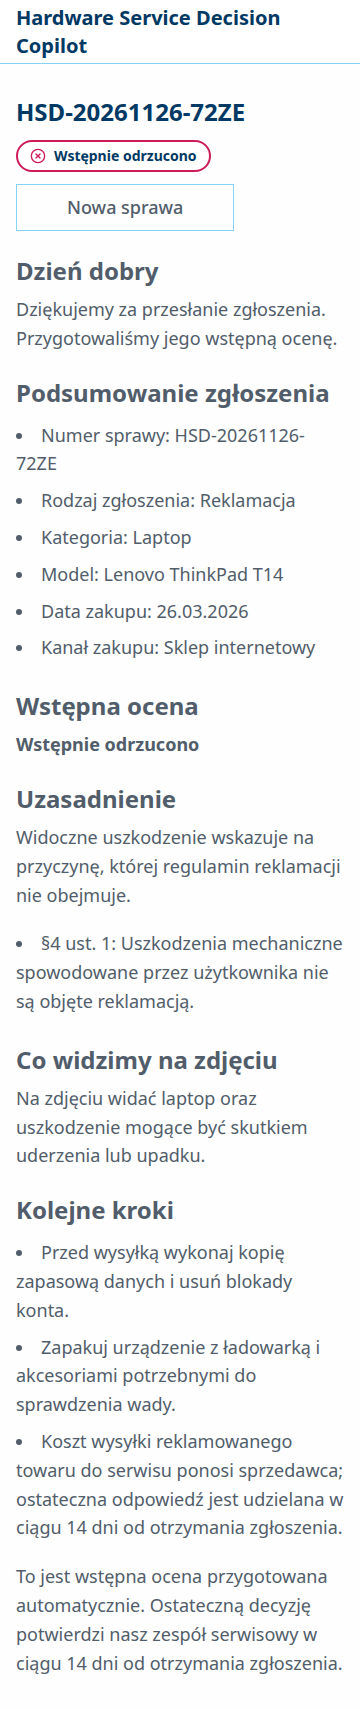 Hardware Service Decision
Copilot
HSD-20261126-72ZE
Wstępnie odrzucono
Nowa sprawa
Dzień dobry
Dziękujemy za przesłanie zgłoszenia.
Przygotowaliśmy jego wstępną ocenę.
Podsumowanie zgłoszenia
• Numer sprawy: HSD-20261126-
72ZE
• Rodzaj zgłoszenia: Reklamacja
• Kategoria: Laptop
• Model: Lenovo ThinkPad T14
• Data zakupu: 26.03.2026
• Kanał zakupu: Sklep internetowy
Wstępna ocena
Wstępnie odrzucono
Uzasadnienie
Widoczne uszkodzenie wskazuje na
przyczynę, której regulamin reklamacji
nie obejmuje.
• §4 ust. 1: Uszkodzenia mechaniczne
spowodowane przez użytkownika nie
są objęte reklamacją.
Co widzimy na zdjęciu
Na zdjęciu widać laptop oraz
uszkodzenie mogące być skutkiem
uderzenia lub upadku.
Kolejne kroki
• Przed wysyłką wykonaj kopię
zapasową danych i usuń blokady
konta.
• Zapakuj urządzenie z ładowarką i
akcesoriami potrzebnymi do
sprawdzenia wady.
• Koszt wysyłki reklamowanego
towaru do serwisu ponosi sprzedawca;
ostateczna odpowiedź jest udzielana w
ciągu 14 dni od otrzymania zgłoszenia.
To jest wstępna ocena przygotowana
automatycznie. Ostateczną decyzję
potwierdzi nasz zespół serwisowy w
ciągu 14 dni od otrzymania zgłoszenia.